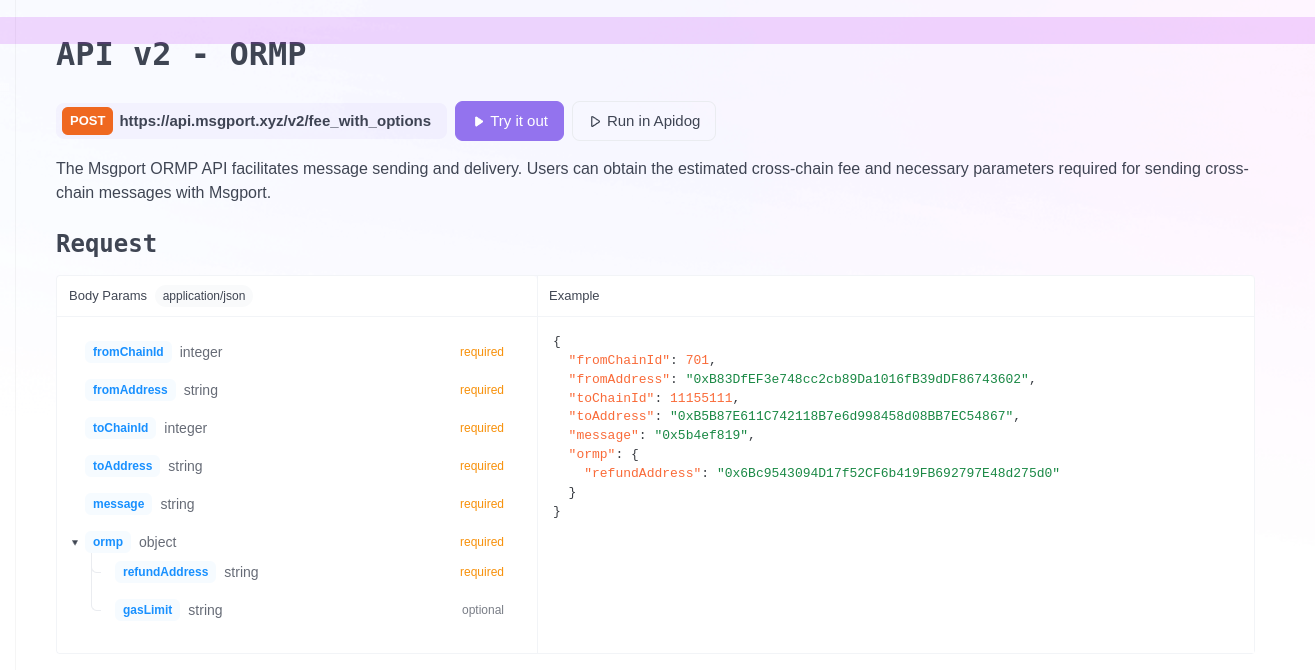 API v2 - ORMP
POST https://api.msgport.xyz/v2/fee_with_options Try it out Run in Apidog
The Msgport ORMP API facilitates message sending and delivery. Users can obtain the estimated cross-chain fee and necessary parameters required for sending cross-
chain messages with Msgport.
Request
Body Params application/json
fromChainId integer required
fromAddress string required
toChainId integer required
toAddress string required
message string required
ormp object required
refundAddress string required
gasLimit string optional
Example
{
"fromChainId": 701,
"fromAddress": "0xB83DfEF3e748cc2cb89Da1016fB39dDF86743602",
"toChainId": 11155111,
"toAddress": "0xB5B87E611C742118B7e6d998458d08BB7EC54867",
"message": "0x5b4ef819",
"ormp": {
"refundAddress": "0x6Bc9543094D17f52CF6b419FB692797E48d275d0"
}
}